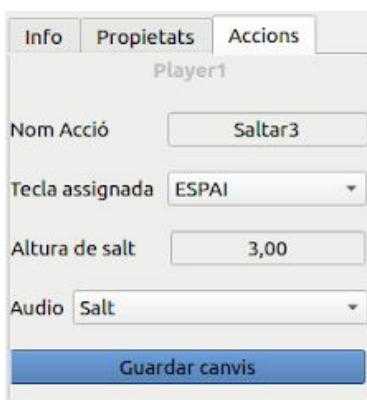 Info Propietats Accions
Player1
Nom Acció Saltar3
Tecla assignada ESPAI
Altura de salt 3,00
Audio Salt
Guardar canvis